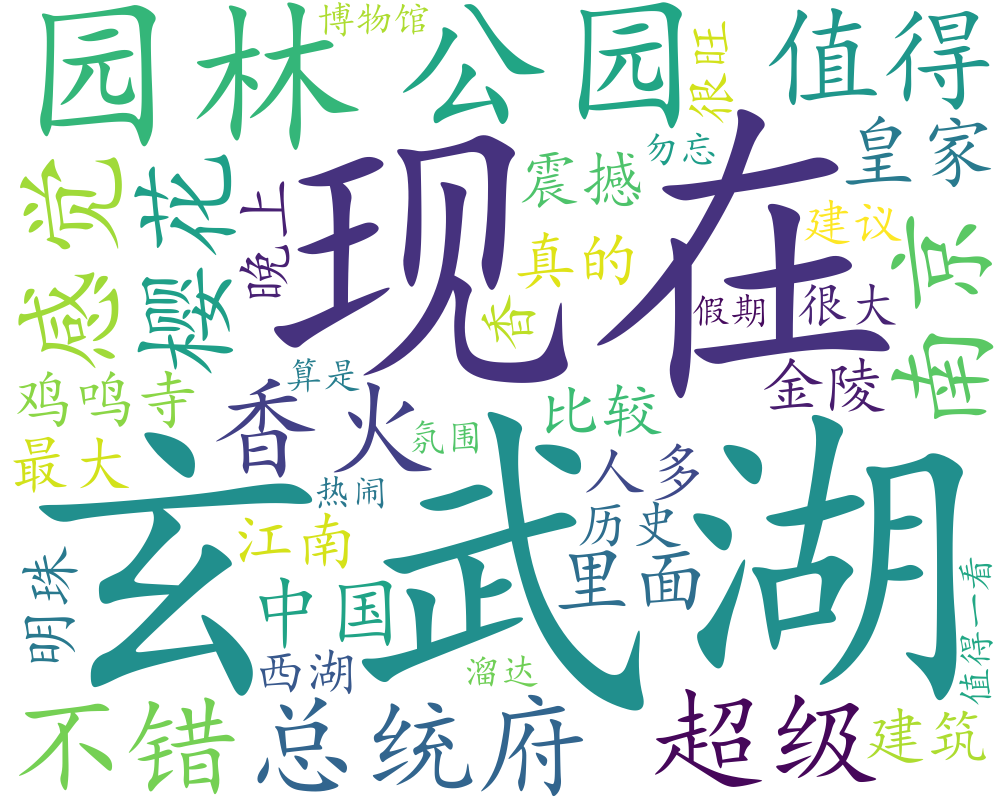 园林公园
博物馆
很旺
值得
皇家
勿忘
震撼
现在
感觉
樱花
晚上
真的
香
建议
假期
很大
南京
金陵
鸡鸣寺
算是
香火
比较
氛围
最大
玄武湖
人多
热闹
历史
江南
里面
明珠
中国
西湖
溜达
值得一看
不错
总统府
超级
建筑